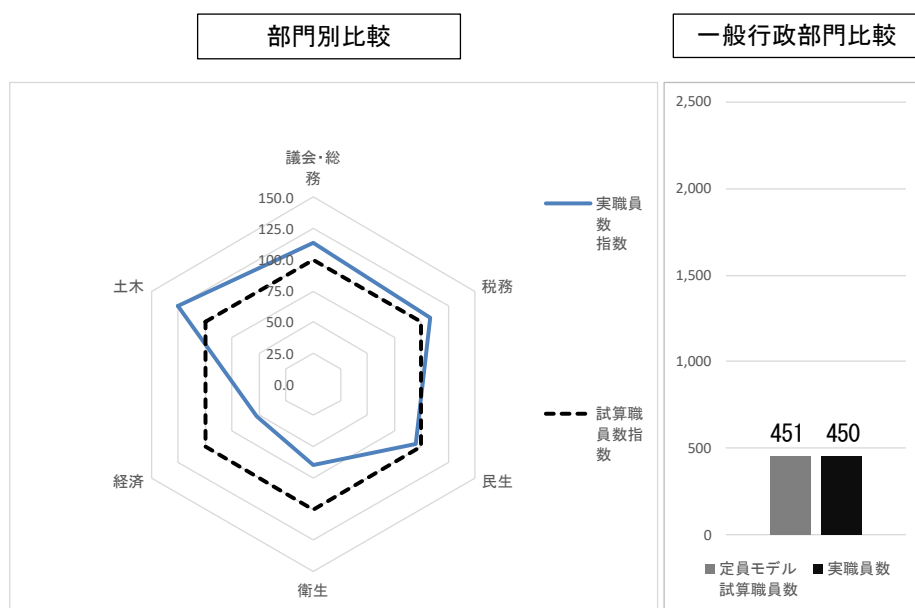 部門別比較
一般行政部門比較
議会・総
務
150.0
125.0
100.0
75.0
50.0
25.0
0.0
税務
民生
衛生
経済
土木
実職員
数
指数
試算職
員数指
数
2,500
2,000
1,500
1,000
500
0
451
450
定員モデル
試算職員数
実職員数